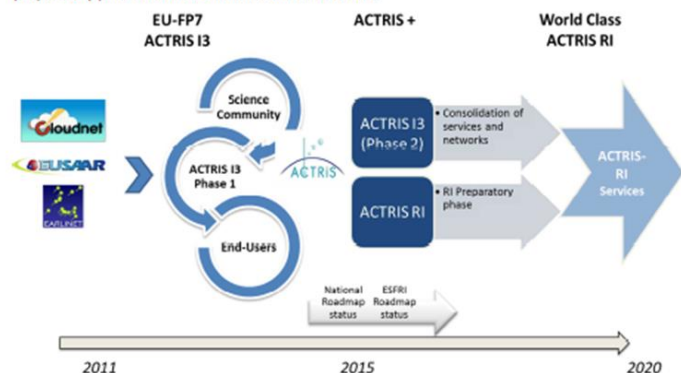 EU-FP7
ACTRIS I3
ACTRIS +
World Class
ACTRIS RI
Cloudnet
EUSAAR
EARLINET
Science
Community
ACTRIS I3
Phase 1
End-Users
ACTRIS
ACTRIS I3
(Phase 2)
• Consolidation of
services and
networks
ACTRIS RI
• RI Preparatory
phase
ACTRIS-
RI
Services
National
Roadmap
status
ESFRI
Roadmap
status
2011
2015
2020